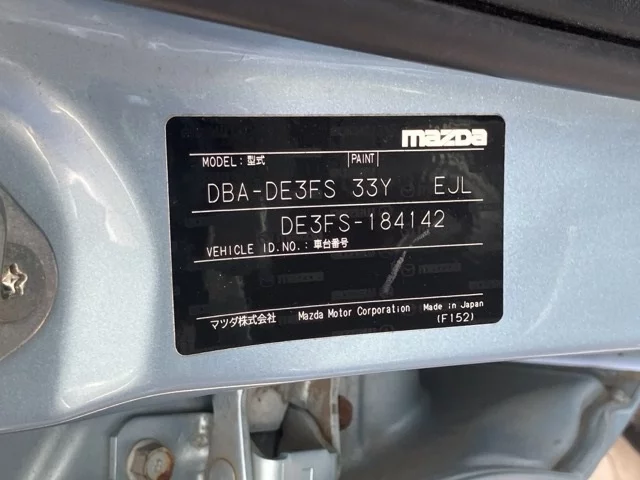 mazda
MODEL: 型式 PAINT
DBA-DE3FS 33Y EJL
DE3FS-184142
VEHICLE ID.NO.: 車台番号
マツダ株式会社 Mazda Motor Corporation Made in Japan
(F152)